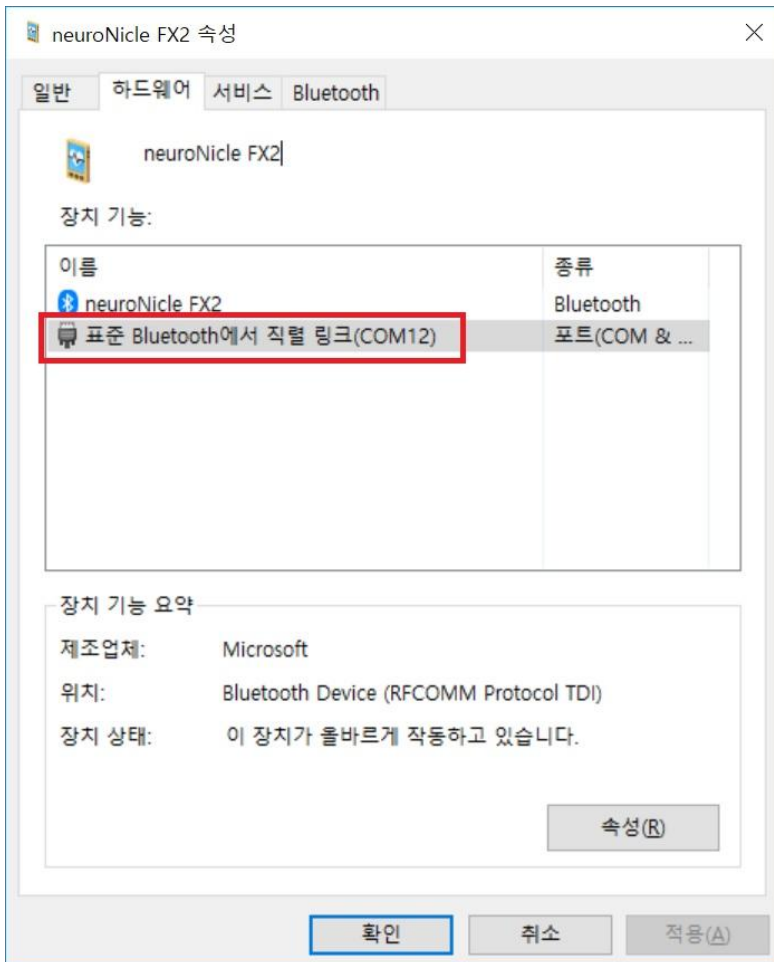 neuroNicle FX2 속성
일반 하드웨어 서비스 Bluetooth
neuroNicle FX2
장치 기능:
이름 종류
neuroNicle FX2 Bluetooth
표준 Bluetooth에서 직렬 링크(COM12) 포트(COM & ...
장치 기능 요약
제조업체: Microsoft
위치: Bluetooth Device (RFCOMM Protocol TDI)
장치 상태: 이 장치가 올바르게 작동하고 있습니다.
속성(R)
확인 취소 적용(A)